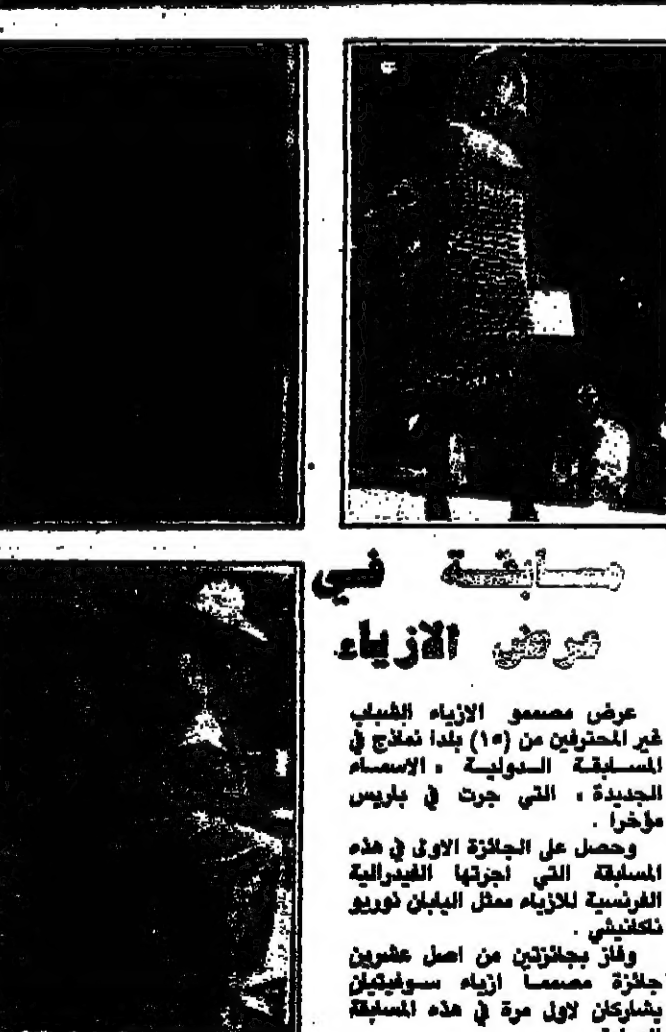 مسابقة في
عرض الازياء
عرض مصممو الازياء الشباب
غير المحترفين من (١٥) بلدا نماذج في
المسابقة الدولية « الاسماء
الجديدة » التي جرت في باريس
مؤخرا .
وحصل على الجائزة الاولى في هذه
المسابقة التي اجرتها الفيدرالية
الفرنسية للازياء ممثل اليابان نوريو
ناكانيشي .
وفاز بجائزتين من اصل عشرين
جائزة مصمما ازياء سوفيتيان
يشاركان لاول مرة في هذه المسابقة